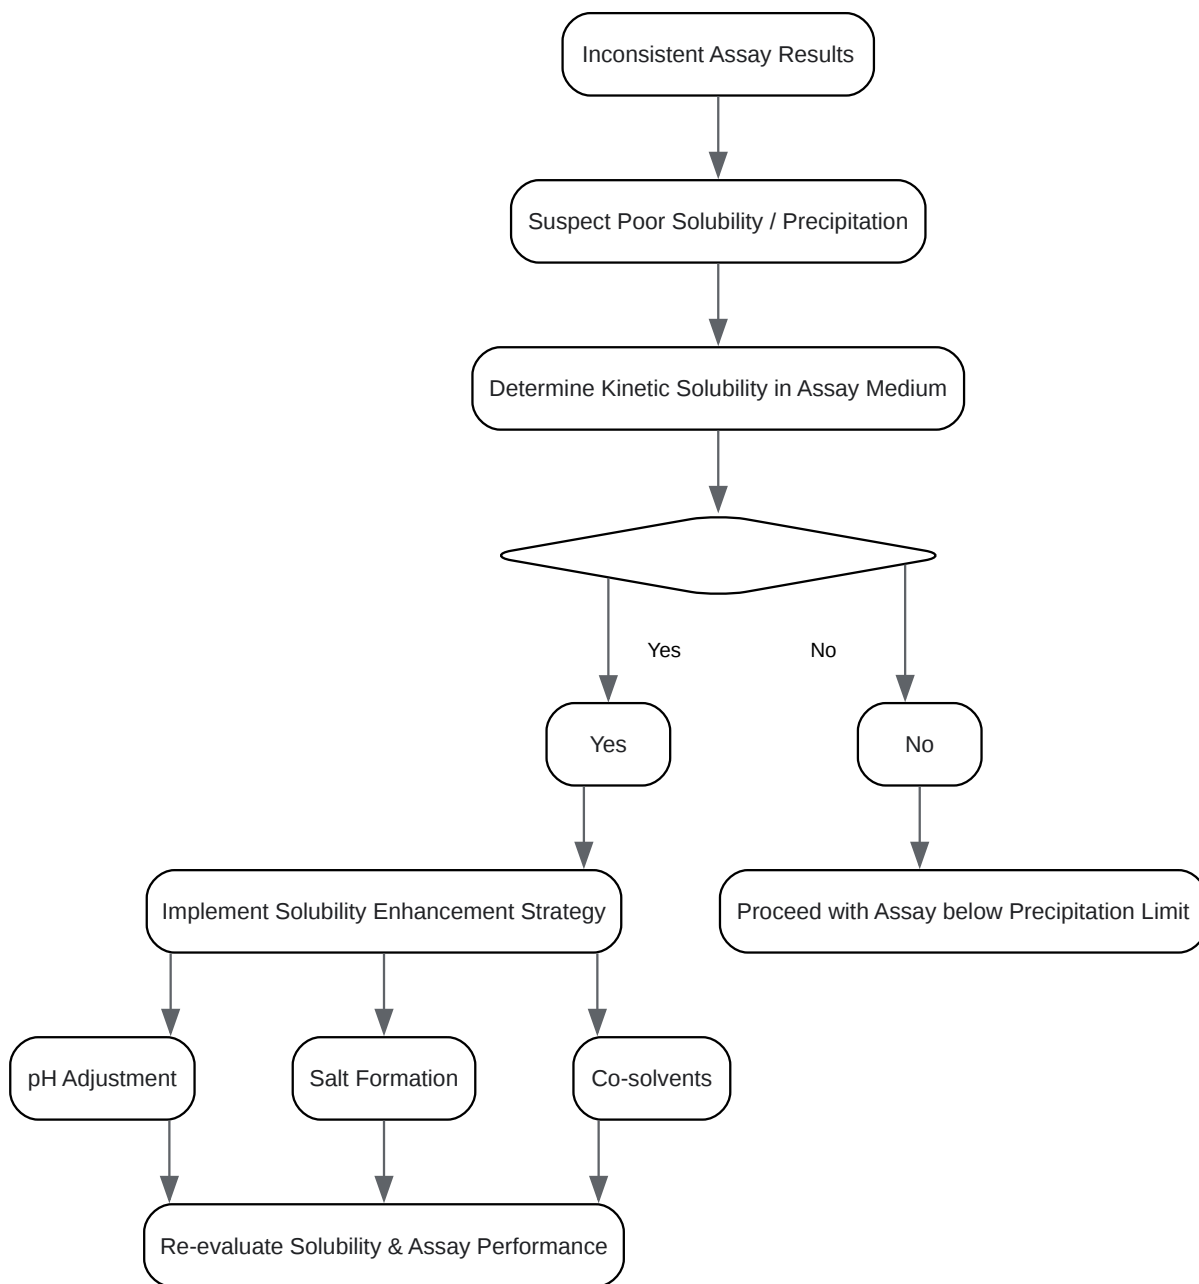 Inconsistent Assay Results
Suspect Poor Solubility / Precipitation
Determine Kinetic Solubility in Assay Medium
Yes
No
Yes
No
Implement Solubility Enhancement Strategy
Proceed with Assay below Precipitation Limit
pH Adjustment
Salt Formation
Co-solvents
Re-evaluate Solubility & Assay Performance